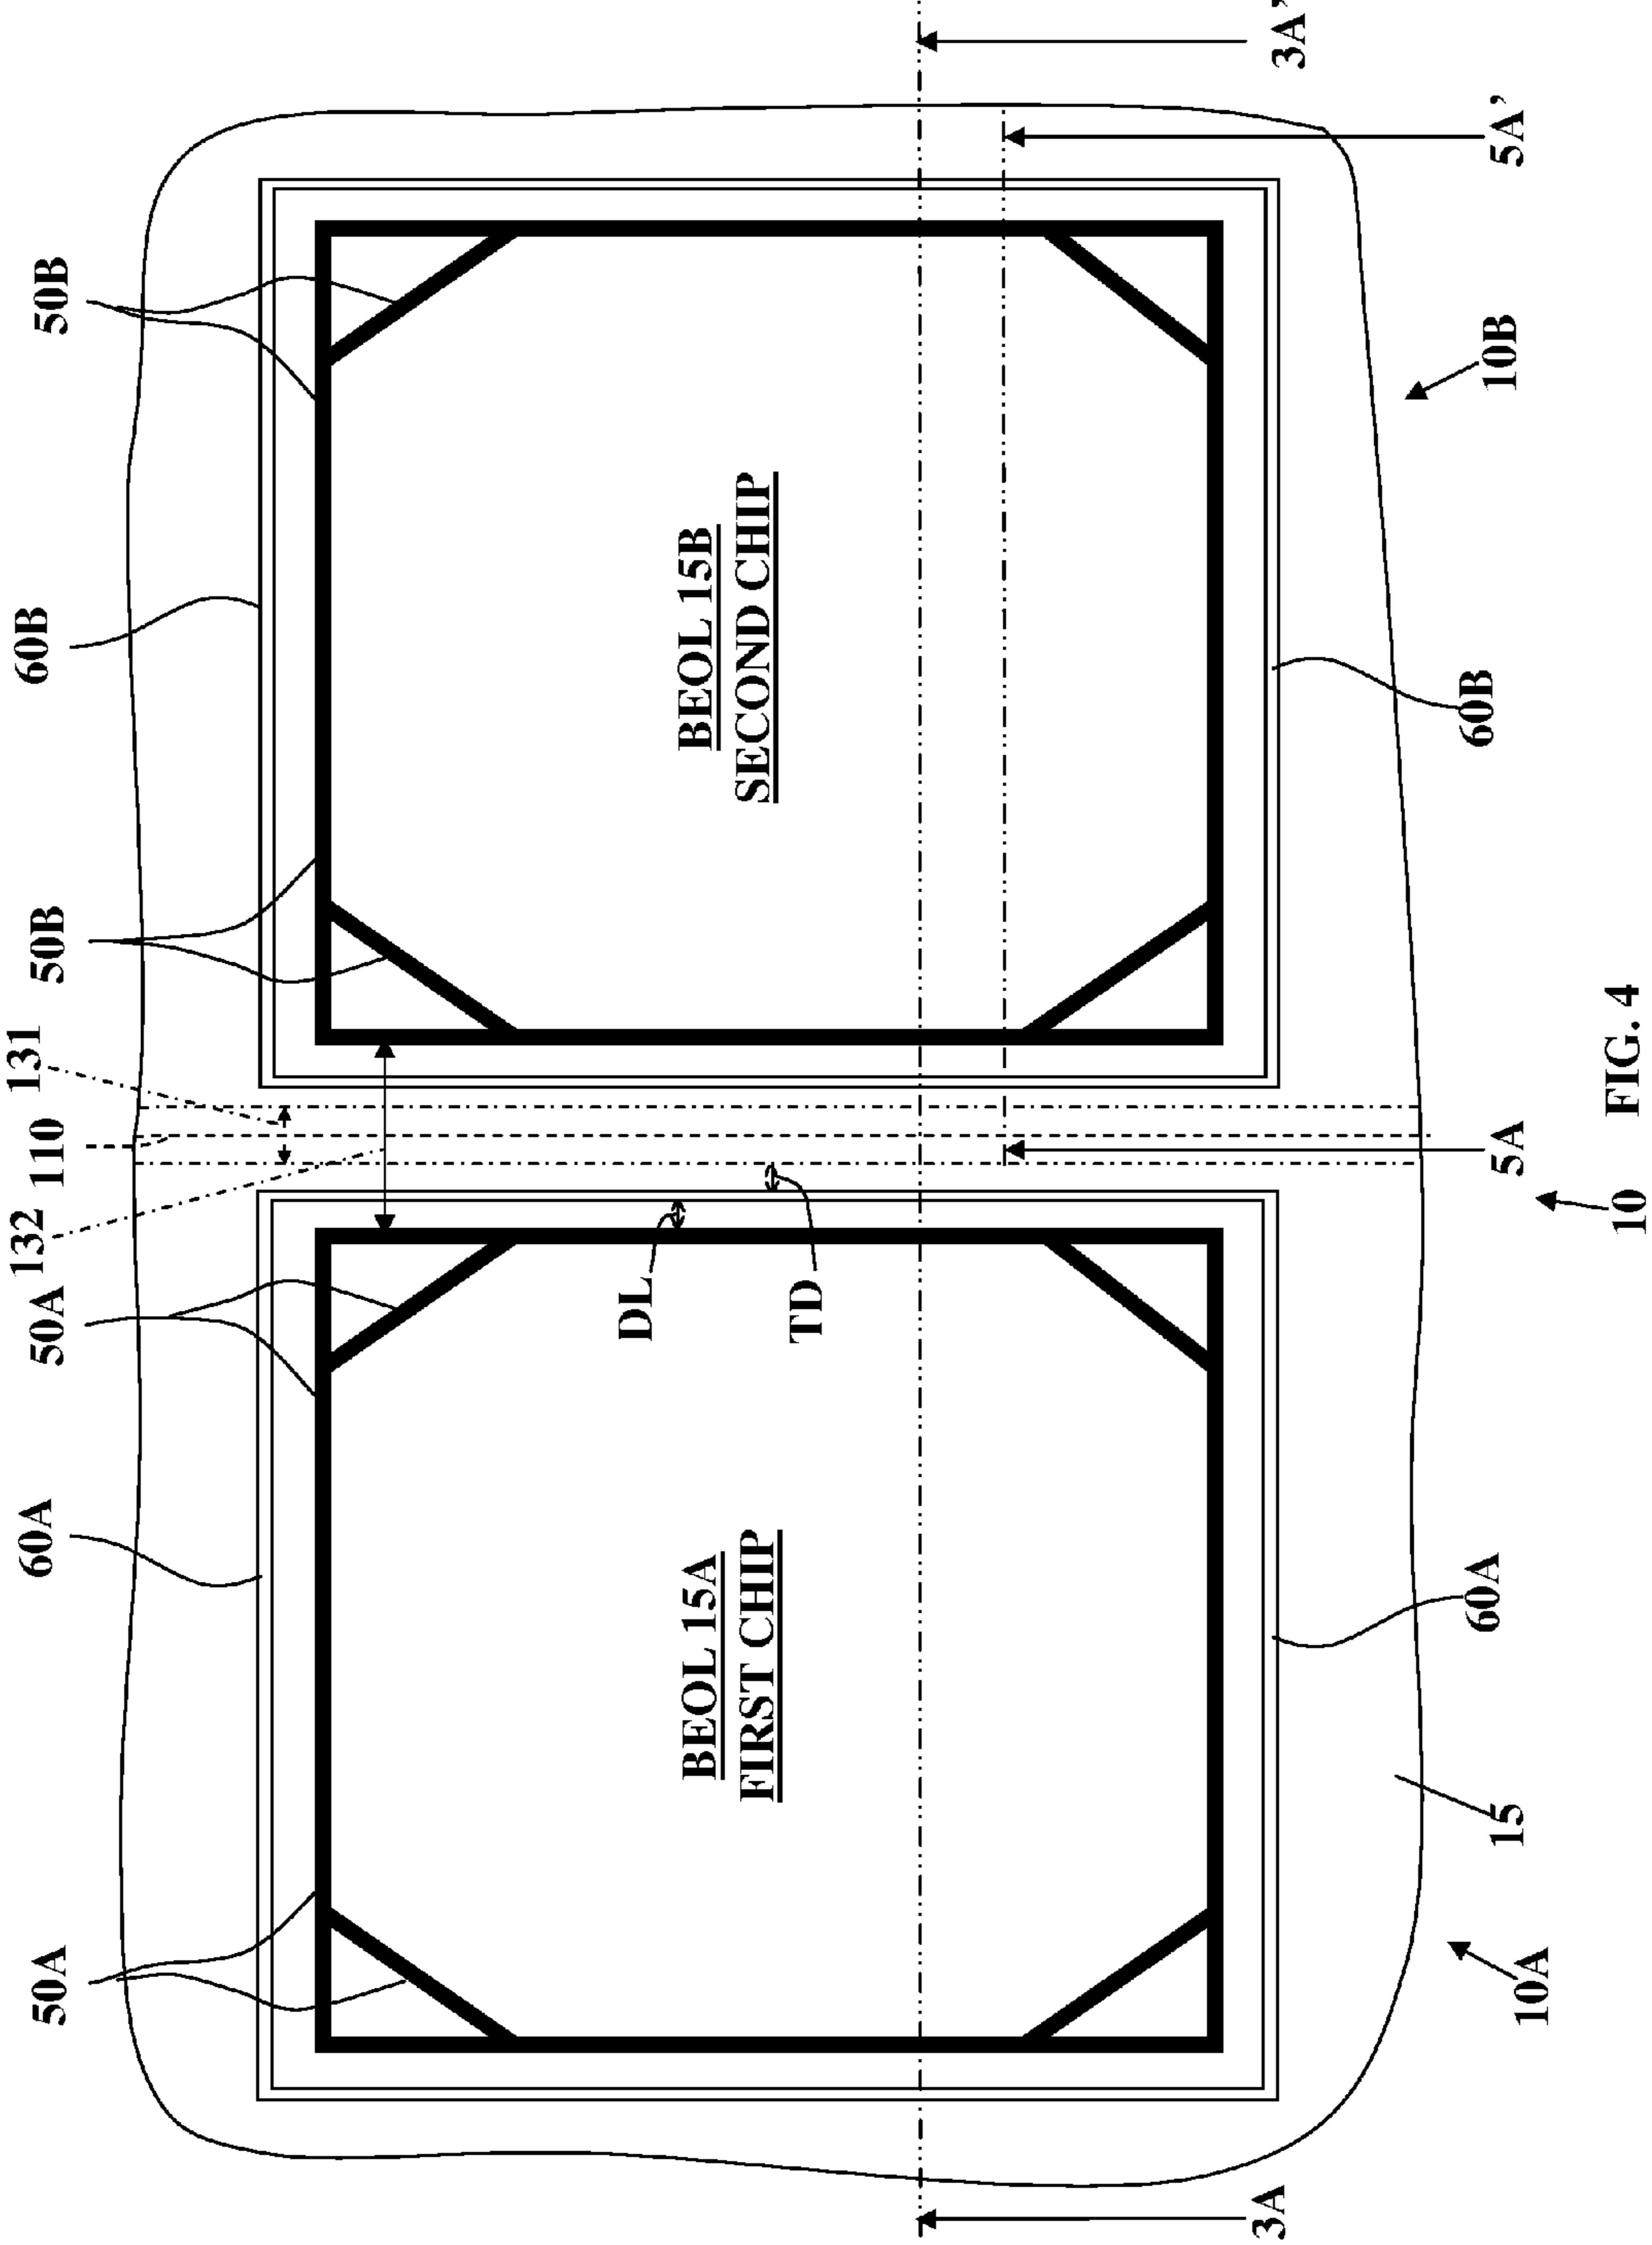 50A
60A
50A
132
110
131
50B
60B
50B
BEOL 15A
FIRST CHIP
DL
TD
BEOL 15B
SECOND CHIP
3A
3A’
10A
15
60A
10
5A
60B
10B
5A’
FIG. 4